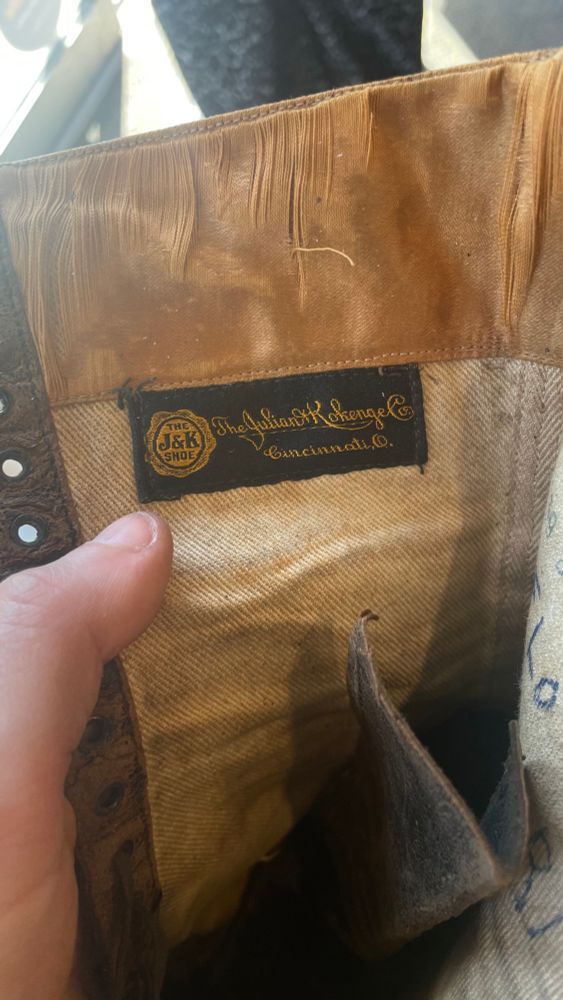 THE
J&K
SHOE
The Julian & Kokenge Co.
Cincinnati, O.